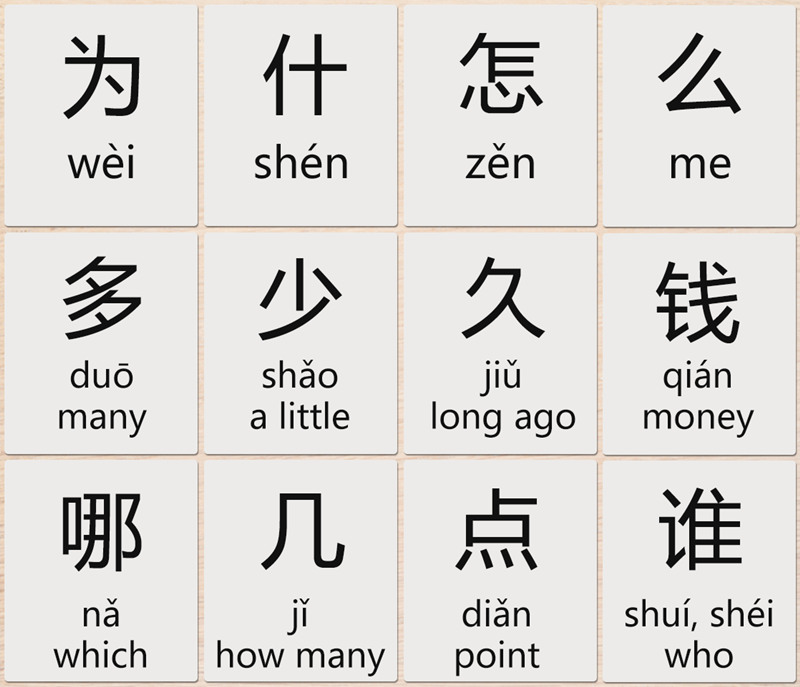 为 什 怎 么
wèi shén zěn me
多 少 久 钱
duō shǎo jiǔ qián
many a little long ago money
哪 几 点 谁
nǎ jǐ diǎn shuí, shéi
which how many point who